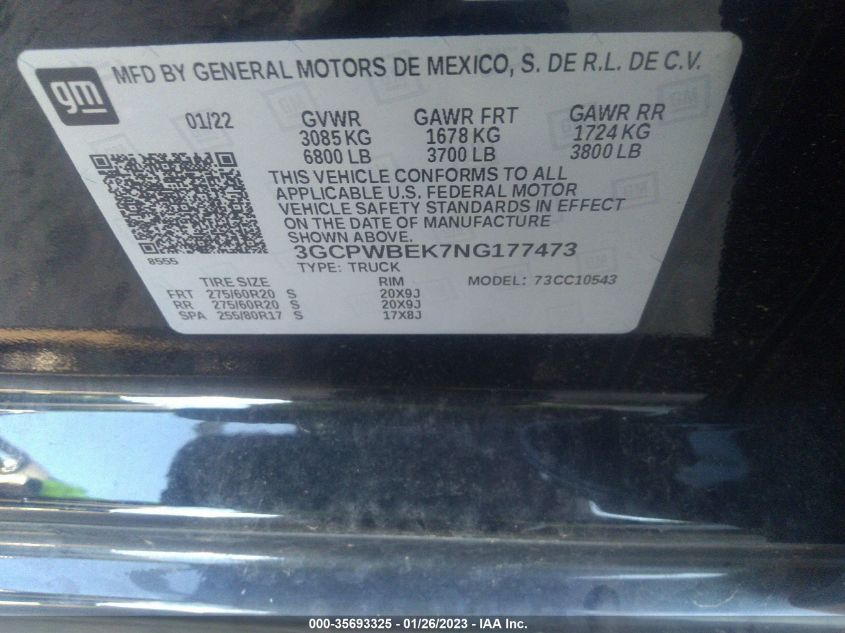 gm
MFD BY GENERAL MOTORS DE MEXICO, S. DE R.L. DE C.V.
01/22 GVWR GAWR FRT GAWR RR
3085 KG 1678 KG 1724 KG
6800 LB 3700 LB 3800 LB
THIS VEHICLE CONFORMS TO ALL
APPLICABLE U.S. FEDERAL MOTOR
VEHICLE SAFETY STANDARDS IN EFFECT
ON THE DATE OF MANUFACTURE
SHOWN ABOVE.
8555
3GCPWBEK7NG177473
TYPE: TRUCK
TIRE SIZE RIM MODEL: 73CC10543
FRT 275/60R20 S 20X9J
RR 275/60R20 S 20X9J
SPA 255/80R17 S 17X8J
000-35693325 - 01/26/2023 - IAA Inc.